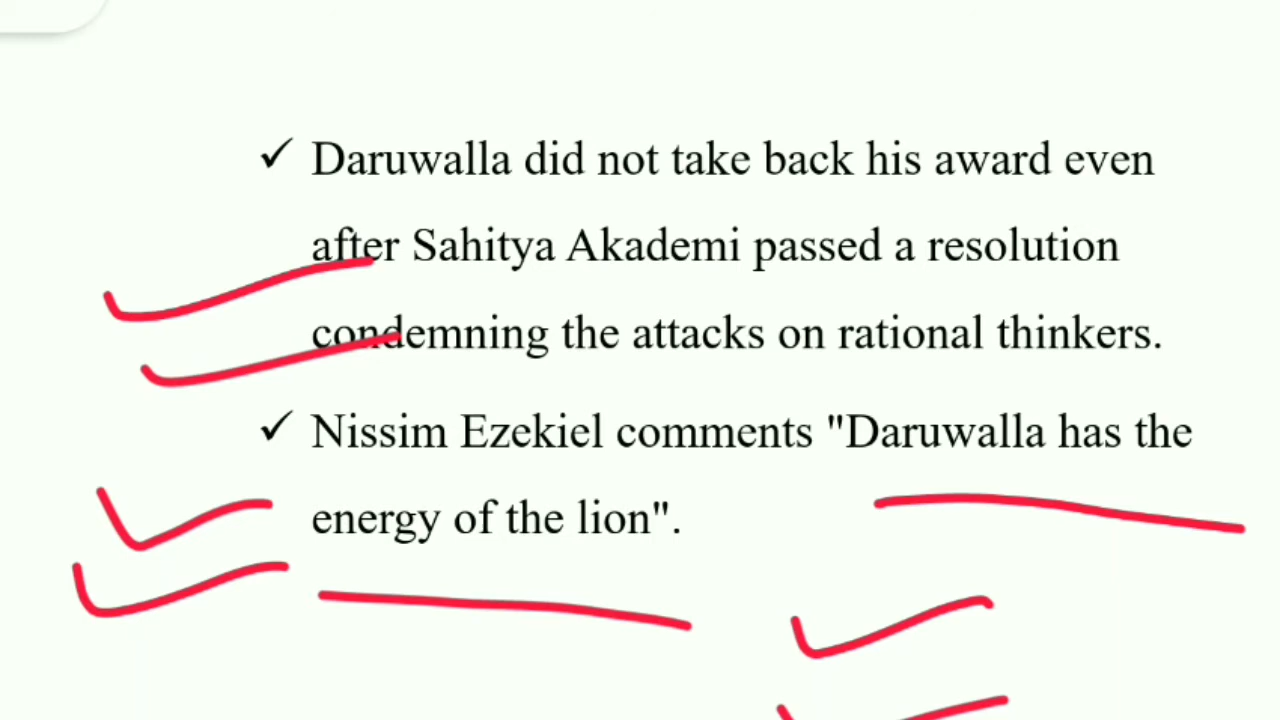 ✓ Daruwalla did not take back his award even
after Sahitya Akademi passed a resolution
condemning the attacks on rational thinkers.
✓ Nissim Ezekiel comments "Daruwalla has the
energy of the lion".